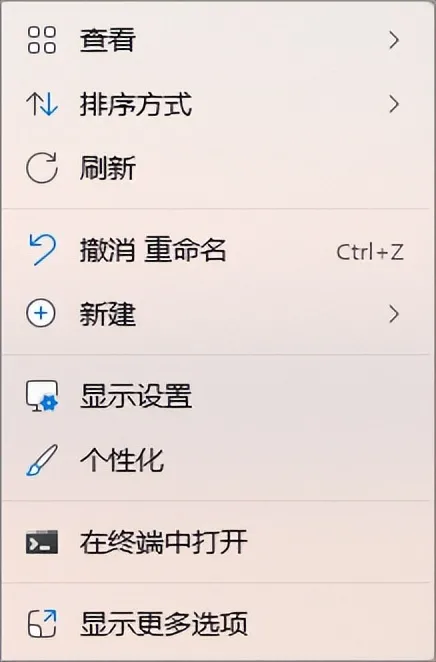 查看
排序方式
刷新
撤消 重命名 Ctrl+Z
新建
显示设置
个性化
在终端中打开
显示更多选项